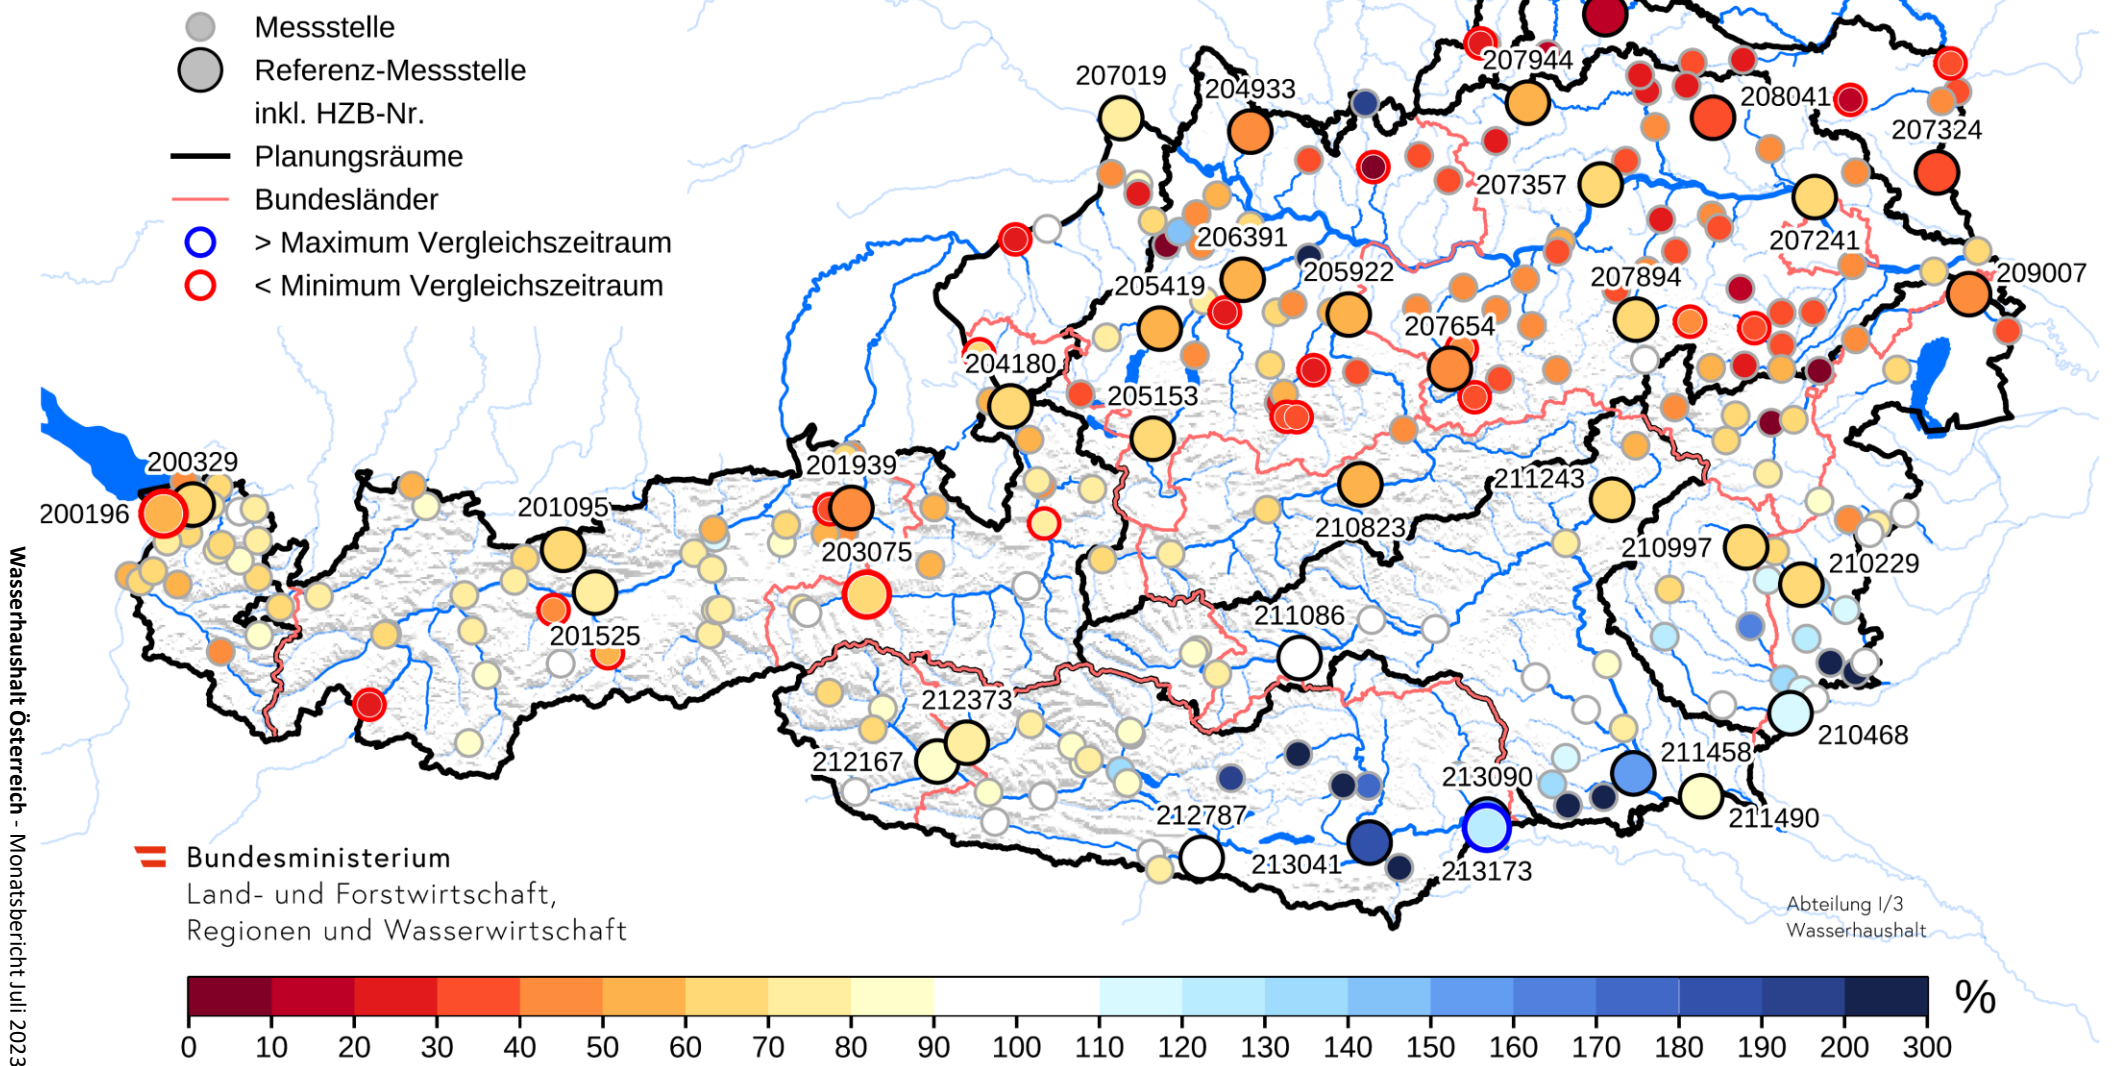 Messstelle
Referenz-Messstelle
inkl. HZB-Nr.
Planungsräume
Bundesländer
> Maximum Vergleichszeitraum
< Minimum Vergleichszeitraum
207019
204933
207944
208041
207324
207357
206391
207241
205922
205419
207894
209007
207654
204180
205153
200329
201939
211243
200196
201095
210823
203075
210997
210229
201525
211086
212373
212167
211458
210468
213090
212787
211490
213041
213173
Bundesministerium
Land- und Forstwirtschaft,
Regionen und Wasserwirtschaft
Abteilung I/3
Wasserhaushalt
Wasserhaushalt Österreich - Monatsbericht Juli 2023
%
0 10 20 30 40 50 60 70 80 90 100 110 120 130 140 150 160 170 180 190 200 300